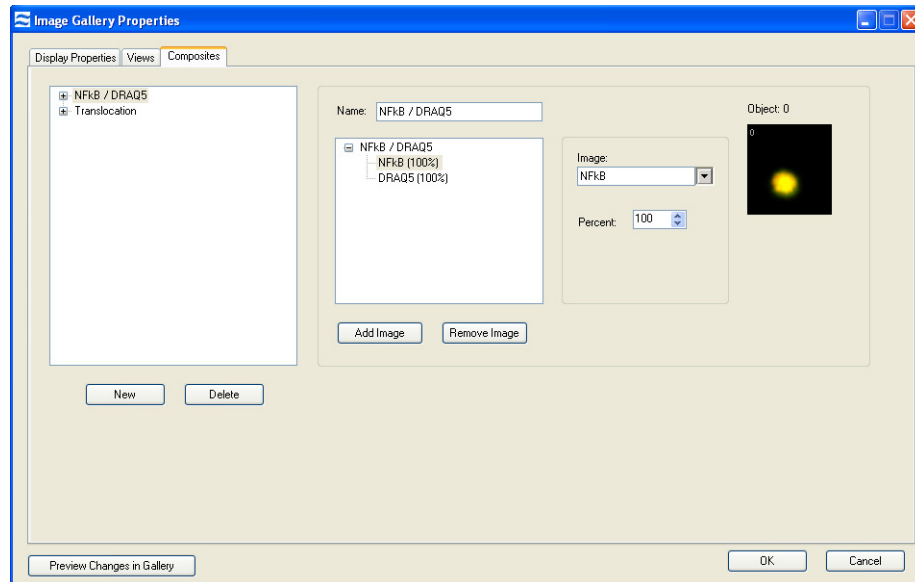 Image Gallery Properties
Display Properties Views Composites
NFkB / DRAQ5
Translocation
Name: NFkB / DRAQ5
NFkB / DRAQ5
NFkB (100%)
DRAQ5 (100%)
Add Image Remove Image
Image:
NFkB
Percent: 100
Object: 0
0
New Delete
Preview Changes in Gallery OK Cancel